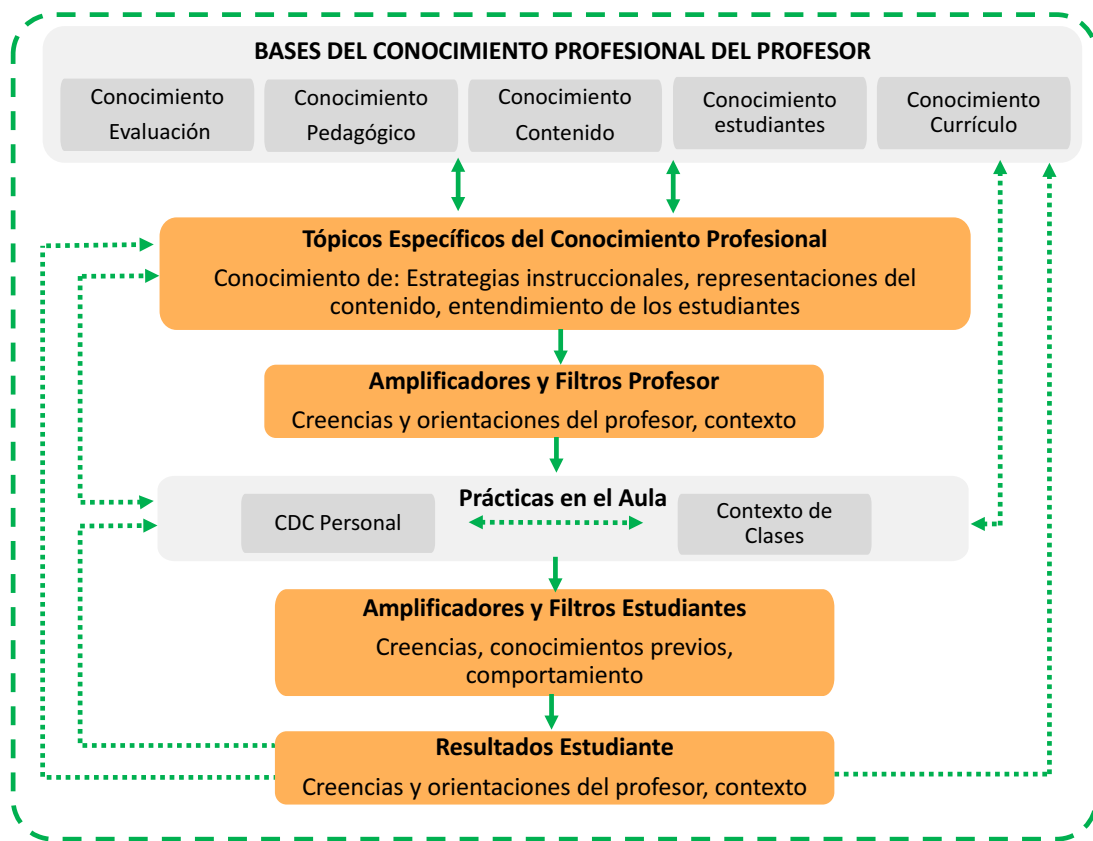 BASES DEL CONOCIMIENTO PROFESIONAL DEL PROFESOR
Conocimiento
Evaluación
Conocimiento
Pedagógico
Conocimiento
Contenido
Conocimiento
estudiantes
Conocimiento
Currículo
Tópicos Específicos del Conocimiento Profesional
Conocimiento de: Estrategias instruccionales, representaciones del
contenido, entendimiento de los estudiantes
Amplificadores y Filtros Profesor
Creencias y orientaciones del profesor, contexto
Prácticas en el Aula
CDC Personal
Contexto de
Clases
Amplificadores y Filtros Estudiantes
Creencias, conocimientos previos,
comportamiento
Resultados Estudiante
Creencias y orientaciones del profesor, contexto